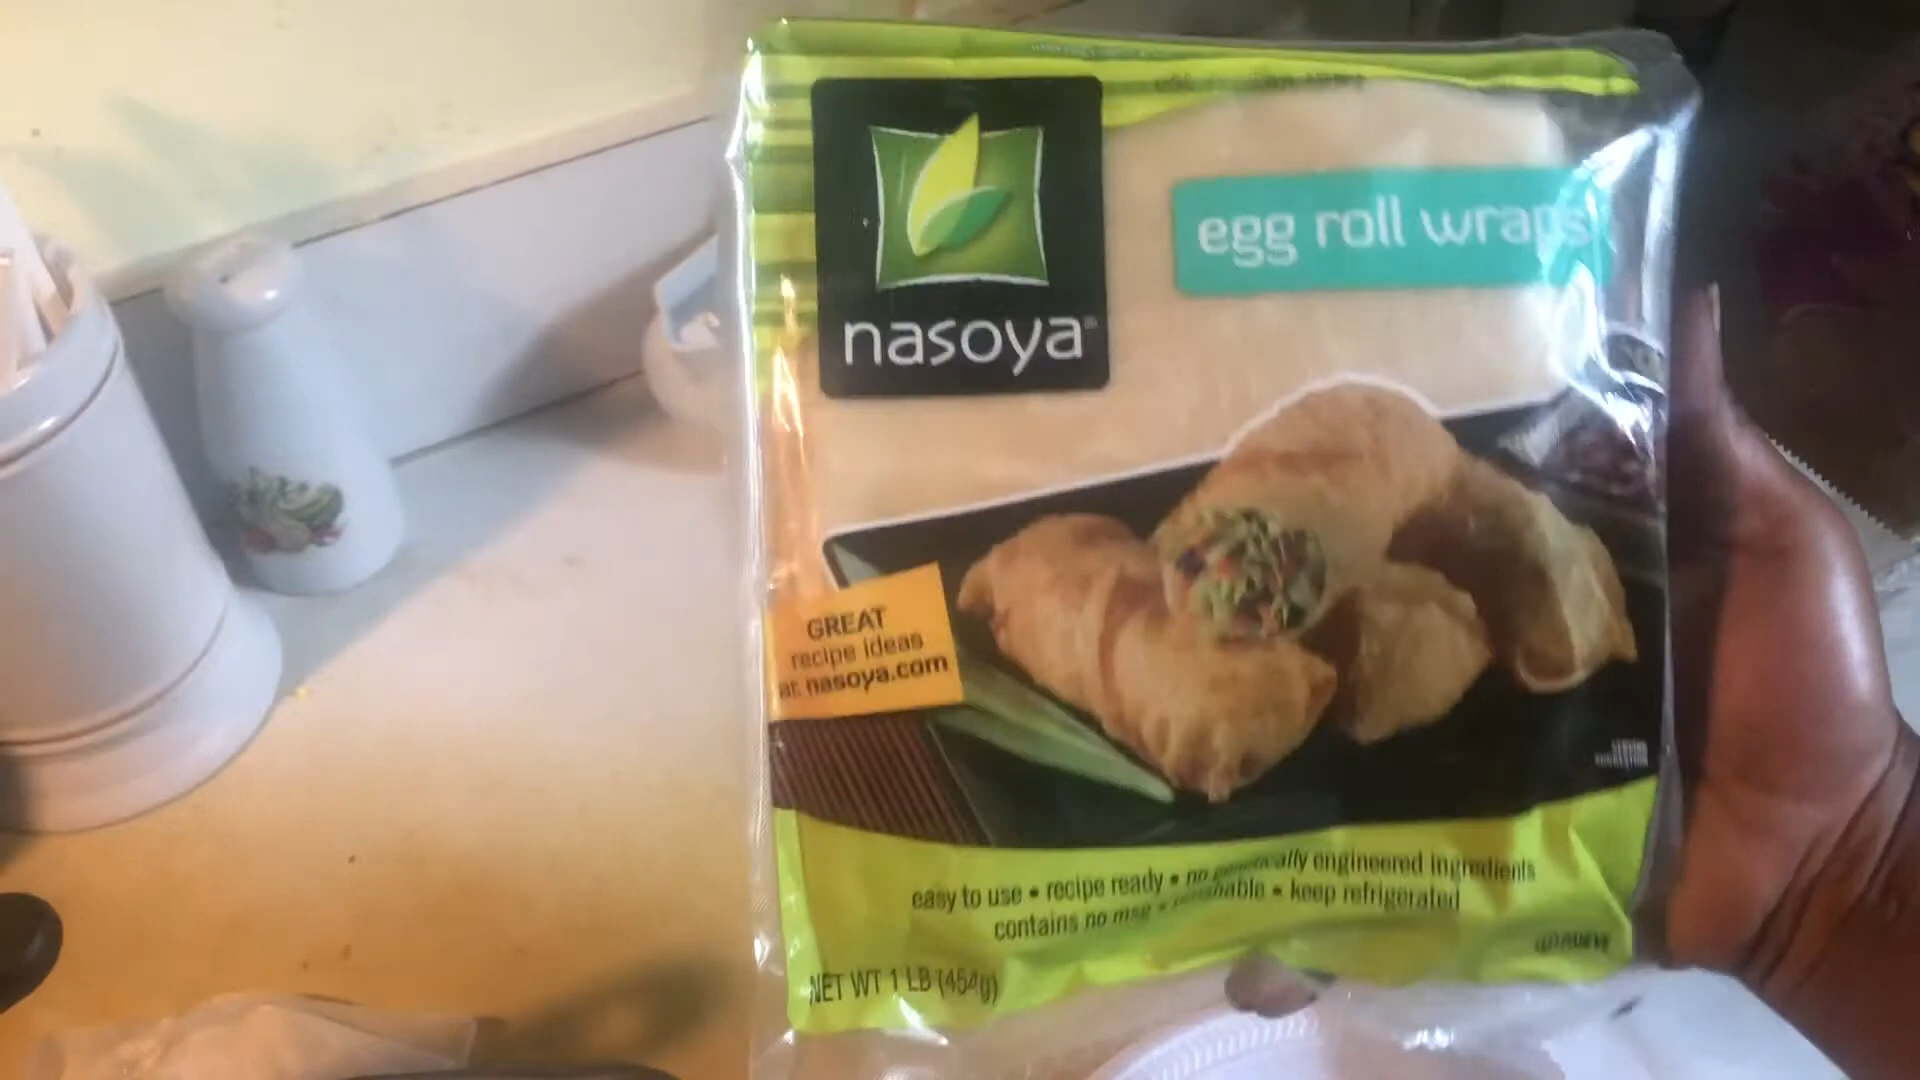 nasoya
egg roll wraps
GREAT
recipe ideas
at nasoya.com
easy to use • recipe ready • no genetically engineered ingredients
contains no msg • perishable • keep refrigerated
NET WT 1 LB (454g)